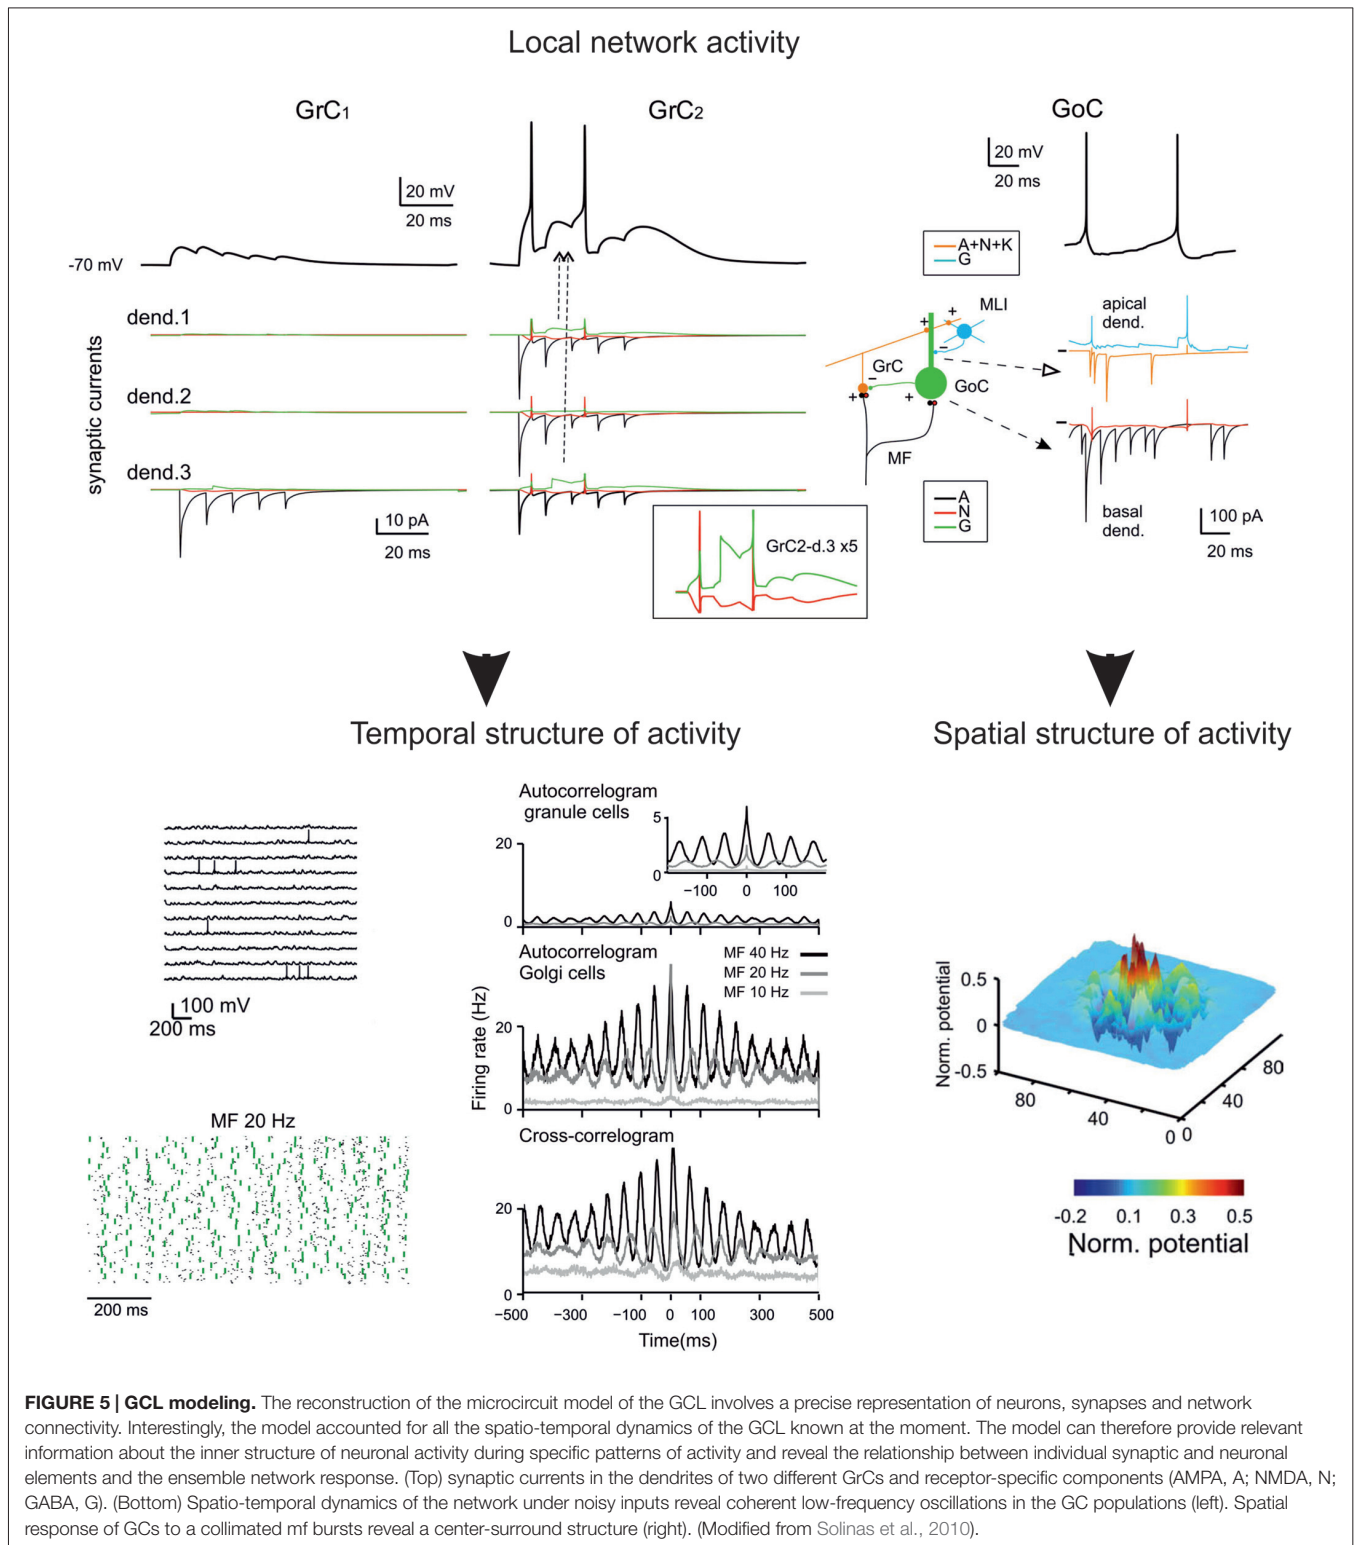 Local network activity
GrC1
GrC2
GoC
20 mV
20 ms
20 mV
20 ms
-70 mV
A+N+K
G
synaptic currents
dend.1
dend.2
dend.3
10 pA
20 ms
MLI
+
+
−
GrC
−
GoC
+
+
MF
A
N
G
apical
dend.
basal
dend.
100 pA
20 ms
GrC2-d.3 x5
Temporal structure of activity
Spatial structure of activity
100 mV
200 ms
MF 20 Hz
200 ms
Autocorrelogram
granule cells
20
0
5
0
−100 0 100
Autocorrelogram
Golgi cells
MF 40 Hz
MF 20 Hz
MF 10 Hz
Firing rate (Hz)
20
0
Cross-correlogram
20
0
−500 −300 −100 0 100 300 500
Time(ms)
Norm. potential
0.5
0
-0.5
80 40 0
0 40 80
-0.2 0.1 0.3 0.5
Norm. potential
FIGURE 5 | GCL modeling. The reconstruction of the microcircuit model of the GCL involves a precise representation of neurons, synapses and network
connectivity. Interestingly, the model accounted for all the spatio-temporal dynamics of the GCL known at the moment. The model can therefore provide relevant
information about the inner structure of neuronal activity during specific patterns of activity and reveal the relationship between individual synaptic and neuronal
elements and the ensemble network response. (Top) synaptic currents in the dendrites of two different GrCs and receptor-specific components (AMPA, A; NMDA, N;
GABA, G). (Bottom) Spatio-temporal dynamics of the network under noisy inputs reveal coherent low-frequency oscillations in the GC populations (left). Spatial
response of GCs to a collimated mf bursts reveal a center-surround structure (right). (Modified from Solinas et al., 2010).